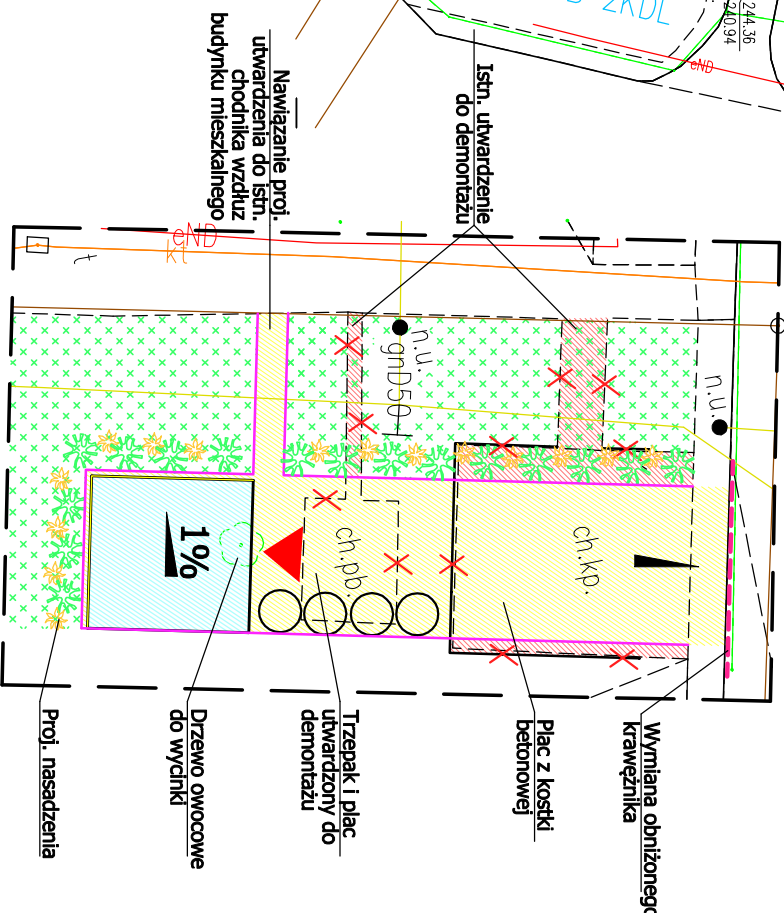 244.36
240.94
2KDL
eND
Istn. utwardzenie
do demontażu
Nawiązanie proj.
utwardzenia do istn.
chodnika wzdłuż
budynku mieszkalnego
eND
kt
t
n.u.
gnD50
n.u.
ch.kp.
ch.pb.
1%
Wymiana obniżonego
krawężnika
Plac z kostki
betonowej
Trzepak i plac
utwardzony do
demontażu
Drzewo owocowe
do wycinki
Proj. nasadzenia